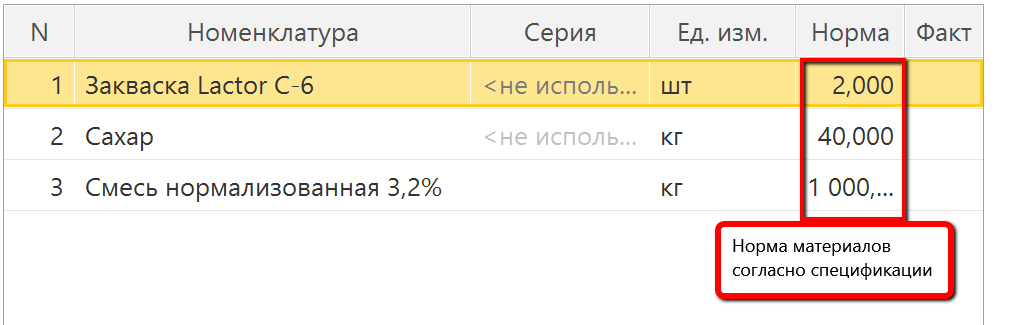 N Номенклатура Серия Ед. изм. Норма Факт
1 Закваска Lactor С-6 <не исполь... шт 2,000
2 Сахар <не исполь... кг 40,000
3 Смесь нормализованная 3,2% кг 1 000,...
Норма материалов
согласно спецификации